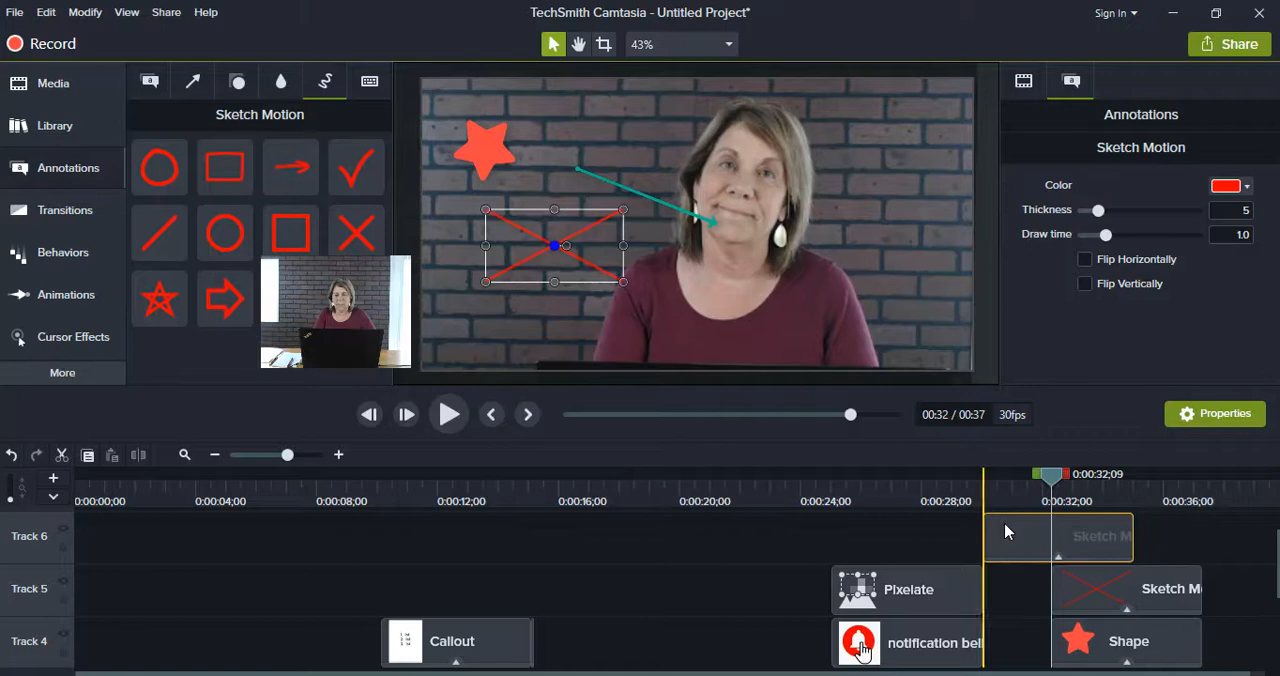 File Edit Modify View Share Help
TechSmith Camtasia - Untitled Project*
Sign In
Record
43%
Share
Media
Library
Annotations
Transitions
Behaviors
Animations
Cursor Effects
More
Sketch Motion
Annotations
Sketch Motion
Color
Thickness 5
Draw time 1.0
Flip Horizontally
Flip Vertically
00:32 / 00:37 30fps
Properties
0:00:32;09
0:00:00;00 0:00:04;00 0:00:08;00 0:00:12;00 0:00:16;00 0:00:20;00 0:00:24;00 0:00:28;00 0:00:32;00 0:00:36;00
Track 6 Sketch M
Track 5 Pixelate Sketch M
Track 4 Callout notification bell Shape